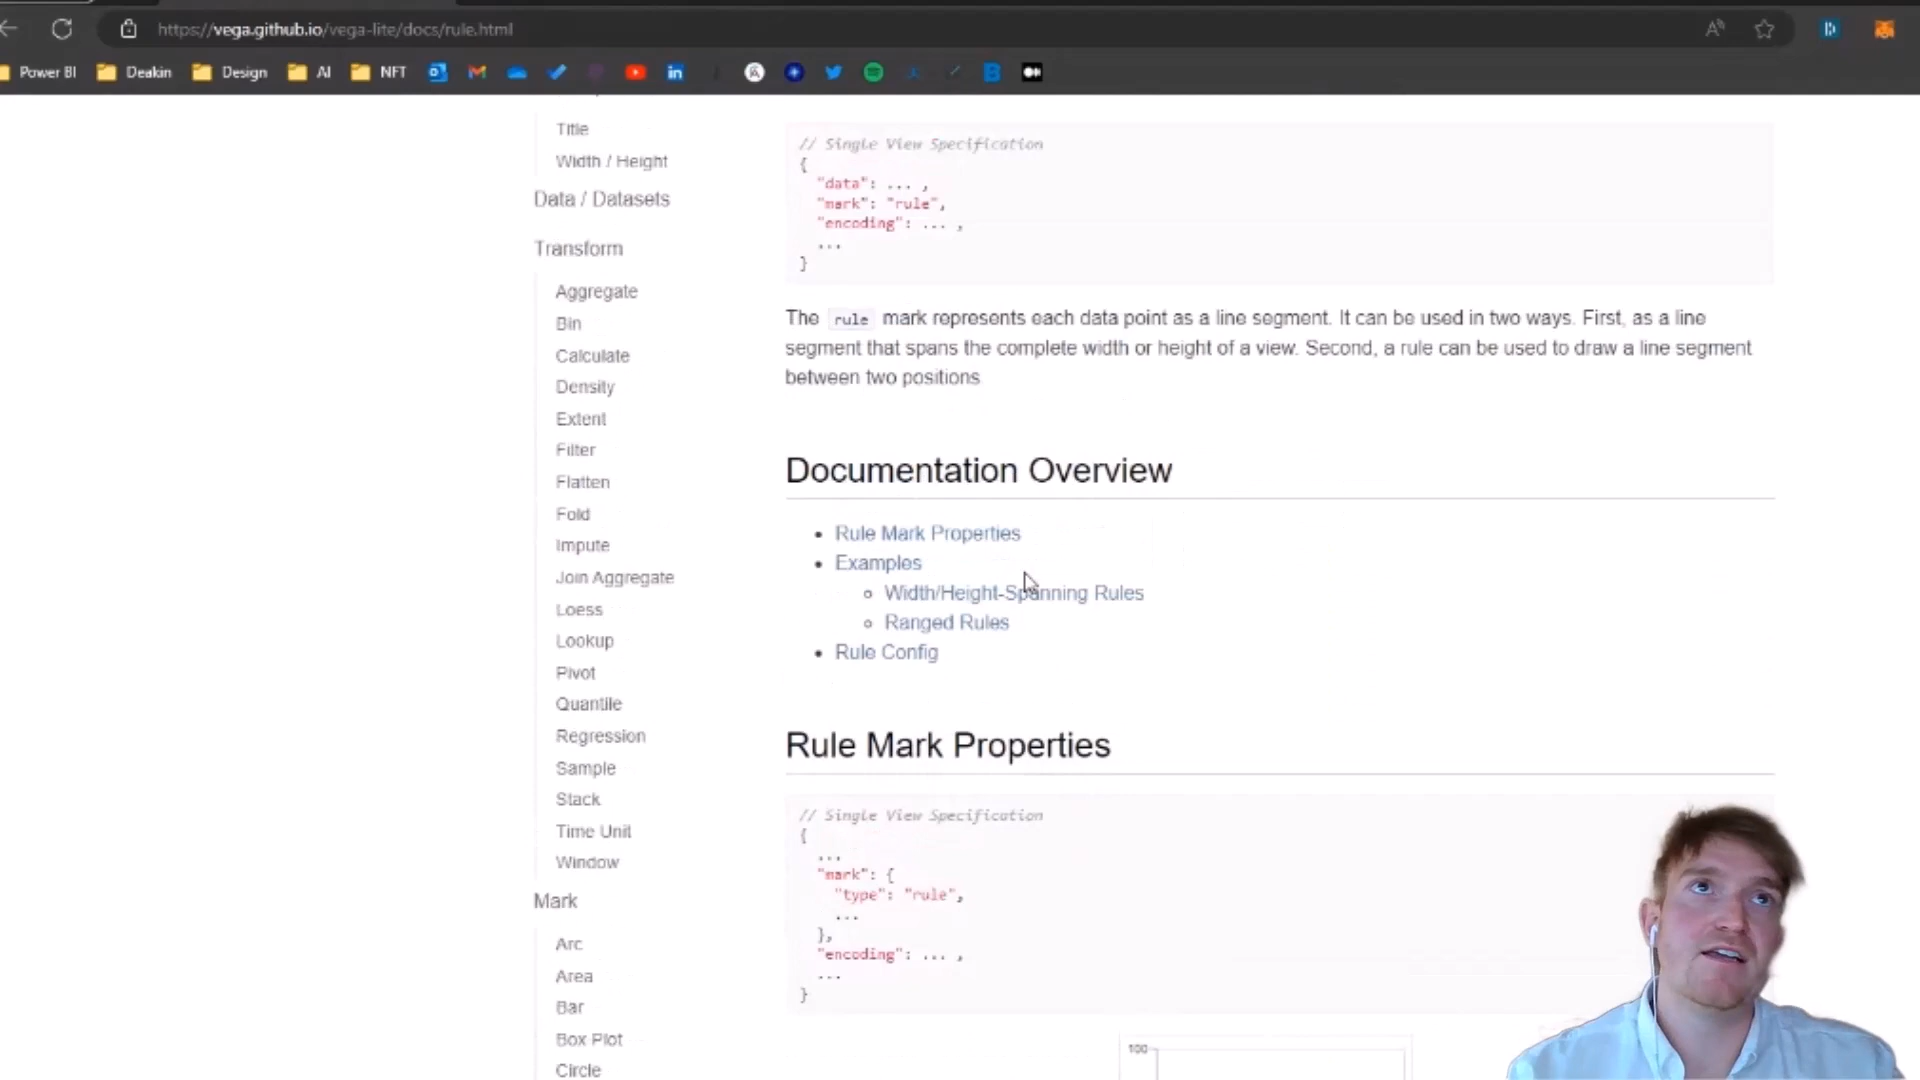 https://vega.github.io/vega-lite/docs/rule.html
Power BI
Deakin
Design
AI
NFT
Title
Width / Height
Data / Datasets
Transform
Aggregate
Bin
Calculate
Density
Extent
Filter
Flatten
Fold
Impute
Join Aggregate
Loess
Lookup
Pivot
Quantile
Regression
Sample
Stack
Time Unit
Window
Mark
Arc
Area
Bar
Box Plot
Circle
// Single View Specification
{
"data": ... ,
"mark": "rule",
"encoding": ... ,
...
}
The rule mark represents each data point as a line segment. It can be used in two ways. First, as a line
segment that spans the complete width or height of a view. Second, a rule can be used to draw a line segment
between two positions
Documentation Overview
Rule Mark Properties
Examples
Width/Height-Spanning Rules
Ranged Rules
Rule Config
Rule Mark Properties
// Single View Specification
{
...
"mark": {
"type": "rule",
...
},
"encoding": ... ,
...
}
100